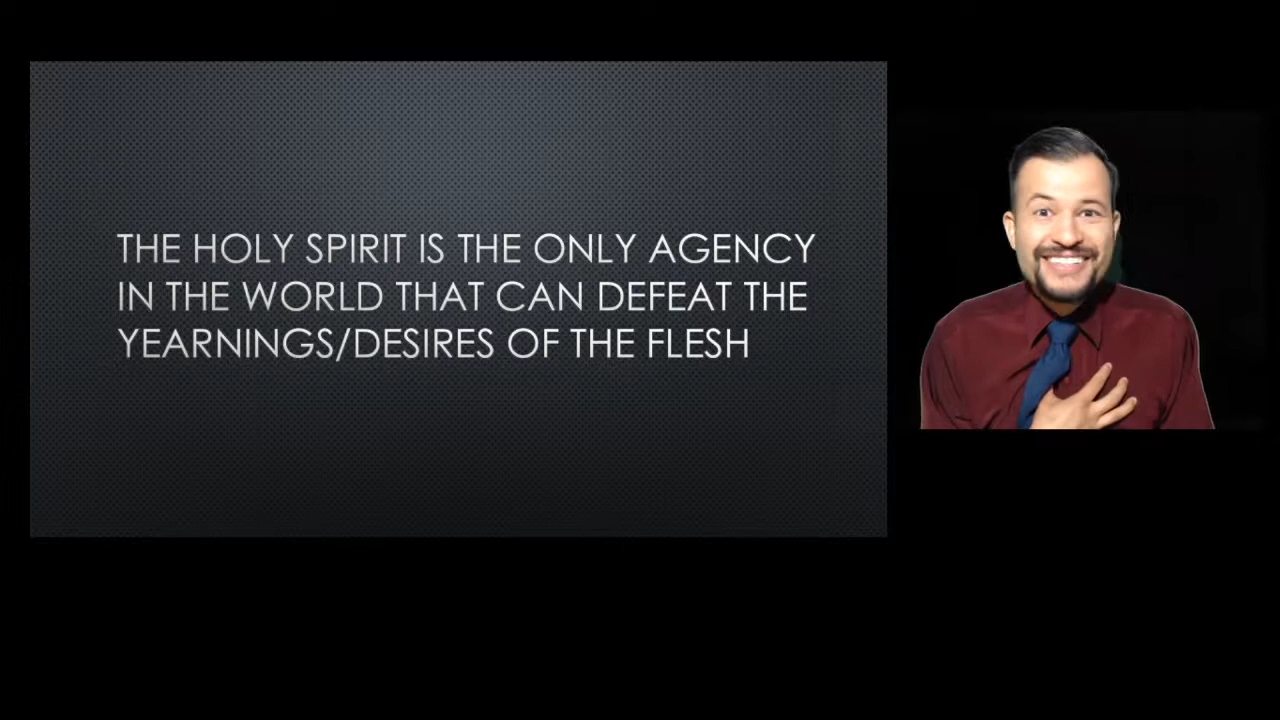 THE HOLY SPIRIT IS THE ONLY AGENCY
IN THE WORLD THAT CAN DEFEAT THE
YEARNINGS/DESIRES OF THE FLESH